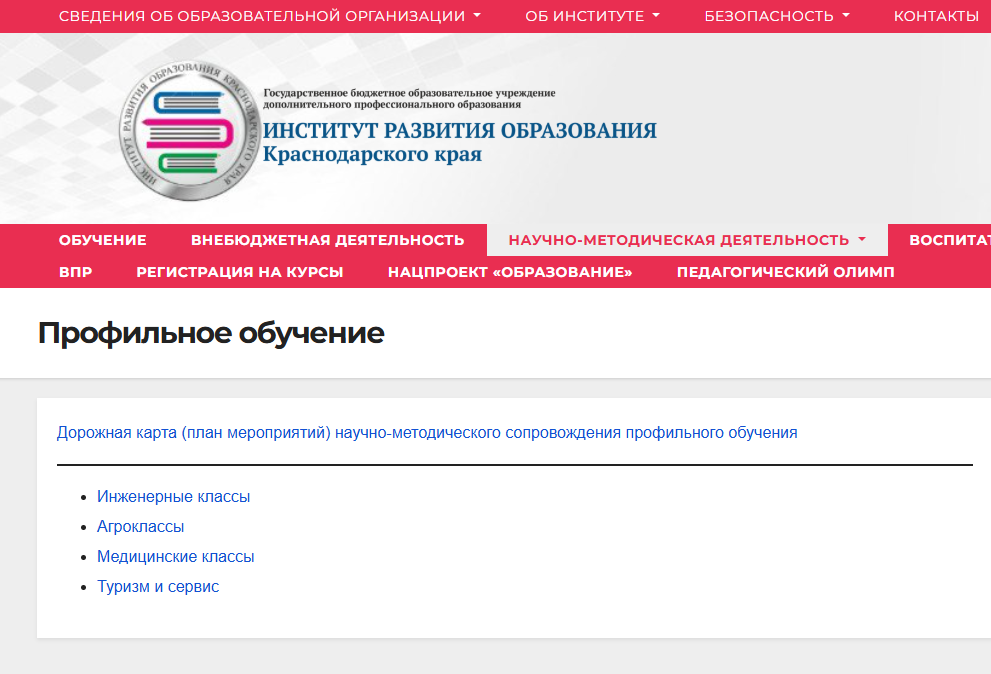 СВЕДЕНИЯ ОБ ОБРАЗОВАТЕЛЬНОЙ ОРГАНИЗАЦИИ ОБ ИНСТИТУТЕ БЕЗОПАСНОСТЬ КОНТАКТЫ
ИНСТИТУТ РАЗВИТИЯ ОБРАЗОВАНИЯ КРАСНОДАРСКОГО КРАЯ
Государственное бюджетное образовательное учреждение
дополнительного профессионального образования
ИНСТИТУТ РАЗВИТИЯ ОБРАЗОВАНИЯ
Краснодарского края
ОБУЧЕНИЕ ВНЕБЮДЖЕТНАЯ ДЕЯТЕЛЬНОСТЬ НАУЧНО-МЕТОДИЧЕСКАЯ ДЕЯТЕЛЬНОСТЬ ВОСПИТАТ
ВПР РЕГИСТРАЦИЯ НА КУРСЫ НАЦПРОЕКТ «ОБРАЗОВАНИЕ» ПЕДАГОГИЧЕСКИЙ ОЛИМП
Профильное обучение
Дорожная карта (план мероприятий) научно-методического сопровождения профильного обучения
Инженерные классы
Агроклассы
Медицинские классы
Туризм и сервис